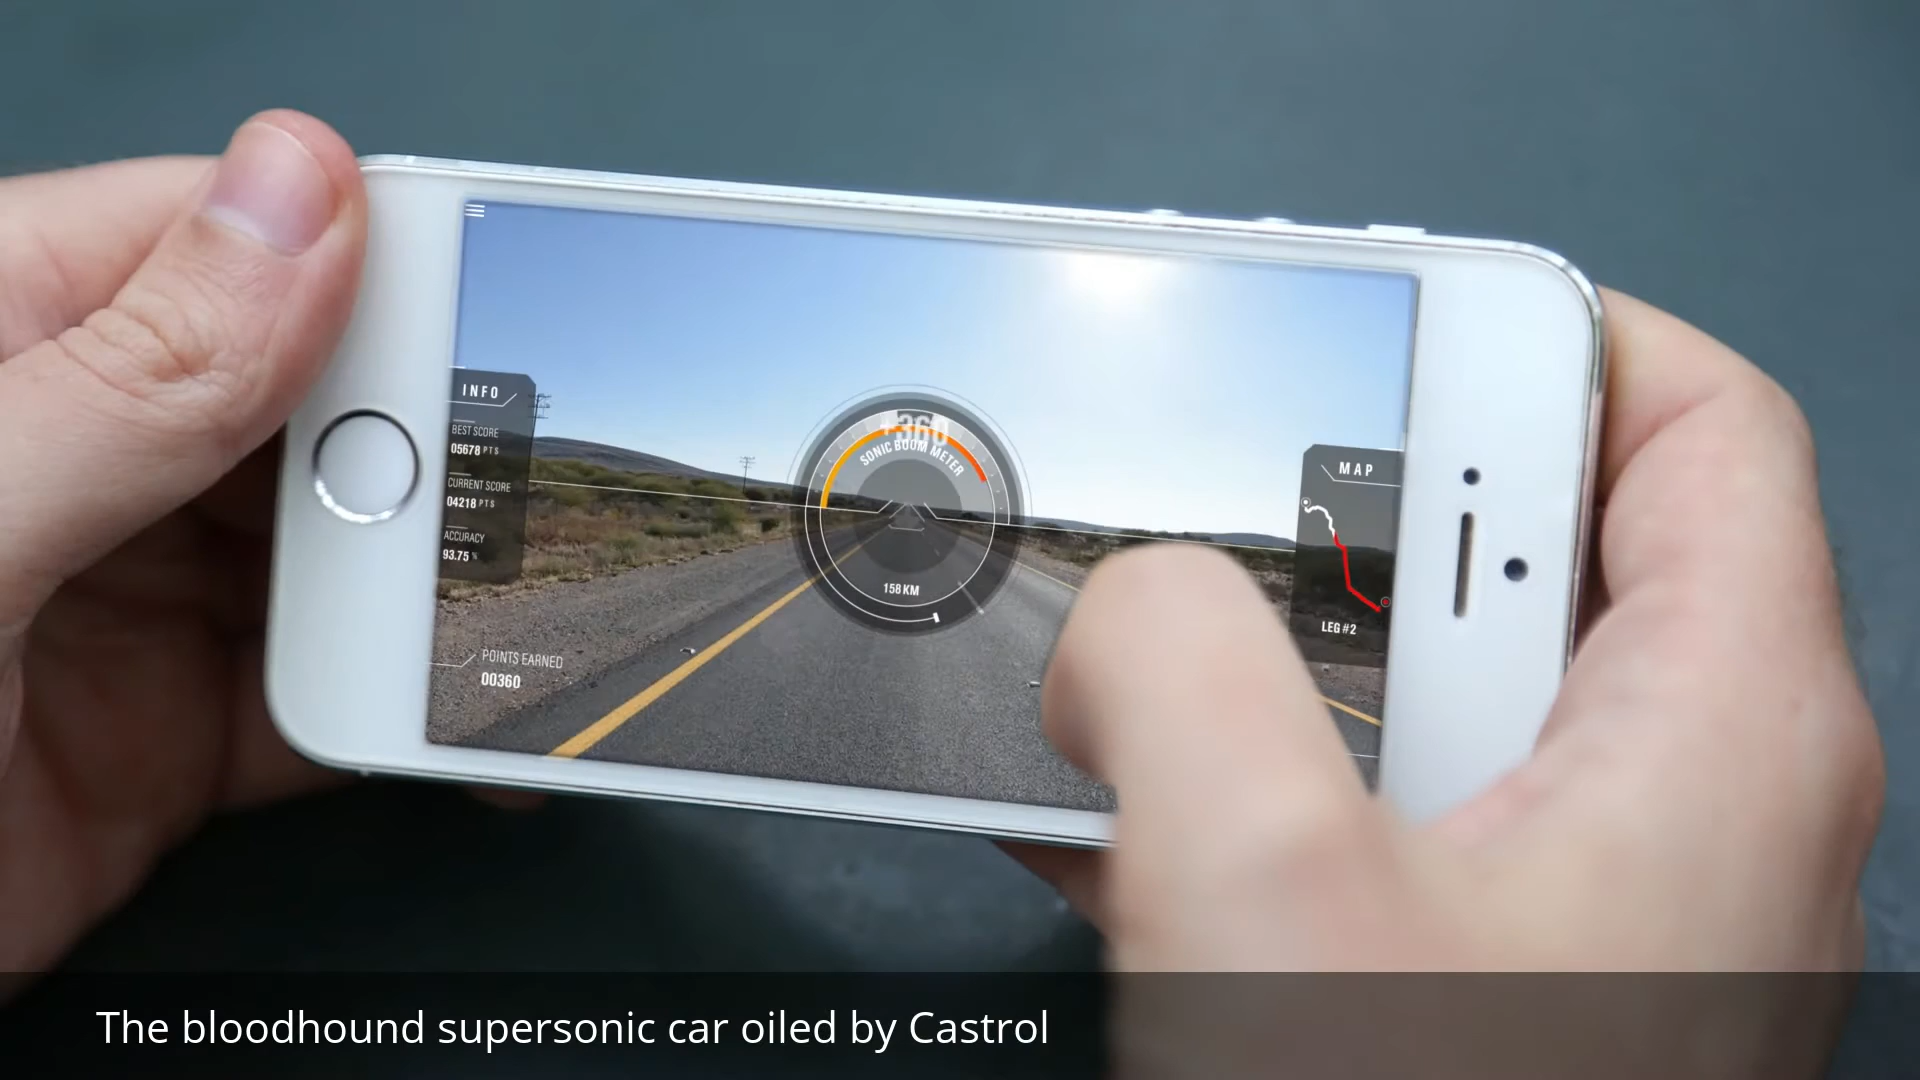 INFO
BEST SCORE
05678 PTS
CURRENT SCORE
04218 PTS
ACCURACY
93.75 %
POINTS EARNED
00360
+360
SONIC BOOM METER
158 KM
MAP
LEG #2
The bloodhound supersonic car oiled by Castrol